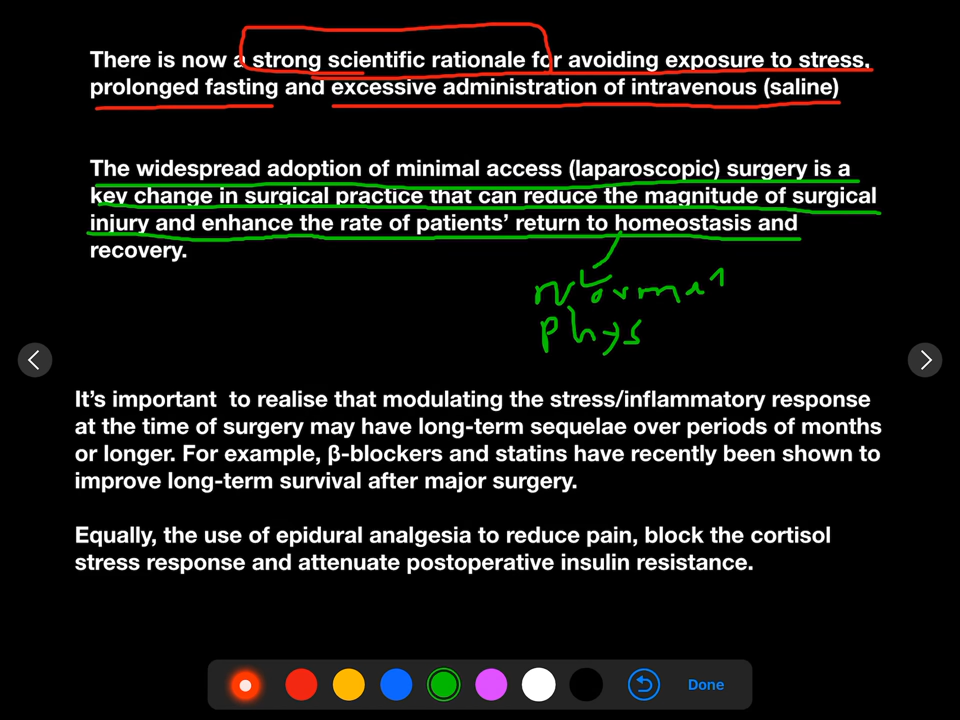 There is now a strong scientific rationale for avoiding exposure to stress,
prolonged fasting and excessive administration of intravenous (saline)
The widespread adoption of minimal access (laparoscopic) surgery is a
key change in surgical practice that can reduce the magnitude of surgical
injury and enhance the rate of patients’ return to homeostasis and
recovery.
Normal
Phys
It’s important  to realise that modulating the stress/inflammatory response
at the time of surgery may have long-term sequelae over periods of months
or longer. For example, β-blockers and statins have recently been shown to
improve long-term survival after major surgery.
Equally, the use of epidural analgesia to reduce pain, block the cortisol
stress response and attenuate postoperative insulin resistance.
Done